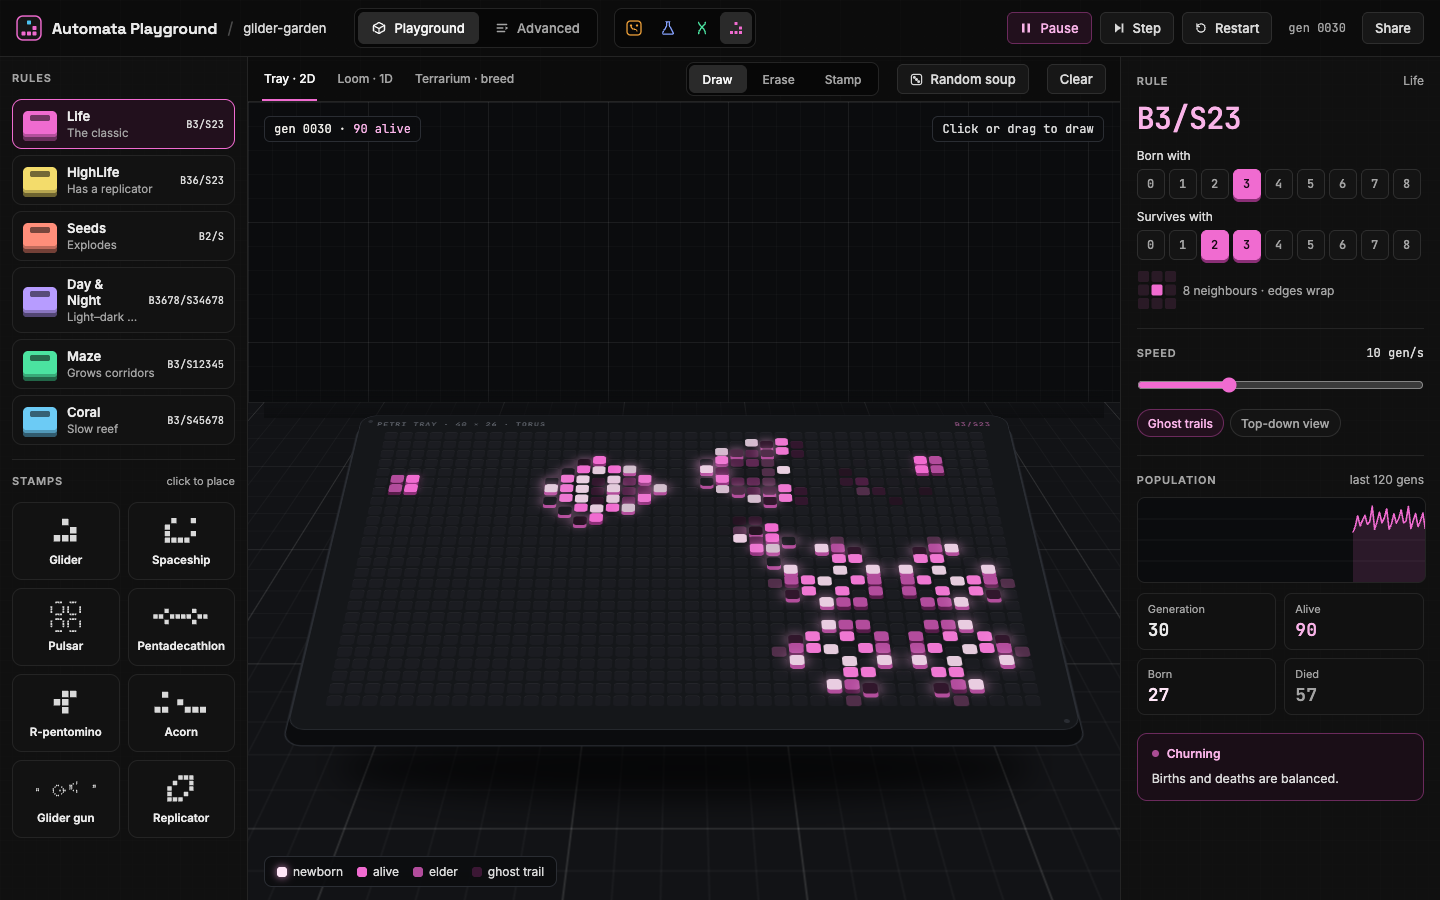 Automata Playground / glider-garden
Playground
Advanced
Pause
Step
Restart
gen 0030
Share
RULES
Life
The classic
B3/S23
HighLife
Has a replicator
B36/S23
Seeds
Explodes
B2/S
Day & Night
Light–dark ...
B3678/S34678
Maze
Grows corridors
B3/S12345
Coral
Slow reef
B3/S45678
STAMPS
click to place
Glider
Spaceship
Pulsar
Pentadecathlon
R-pentomino
Acorn
Glider gun
Replicator
Tray · 2D
Loom · 1D
Terrarium · breed
Draw
Erase
Stamp
Random soup
Clear
gen 0030 · 90 alive
Click or drag to draw
PETRI TRAY · 40 × 26 · TORUS
B3/S23
newborn
alive
elder
ghost trail
RULE
Life
B3/S23
Born with
0 1 2 3 4 5 6 7 8
Survives with
0 1 2 3 4 5 6 7 8
8 neighbours · edges wrap
SPEED
10 gen/s
Ghost trails
Top-down view
POPULATION
last 120 gens
Generation
30
Alive
90
Born
27
Died
57
Churning
Births and deaths are balanced.